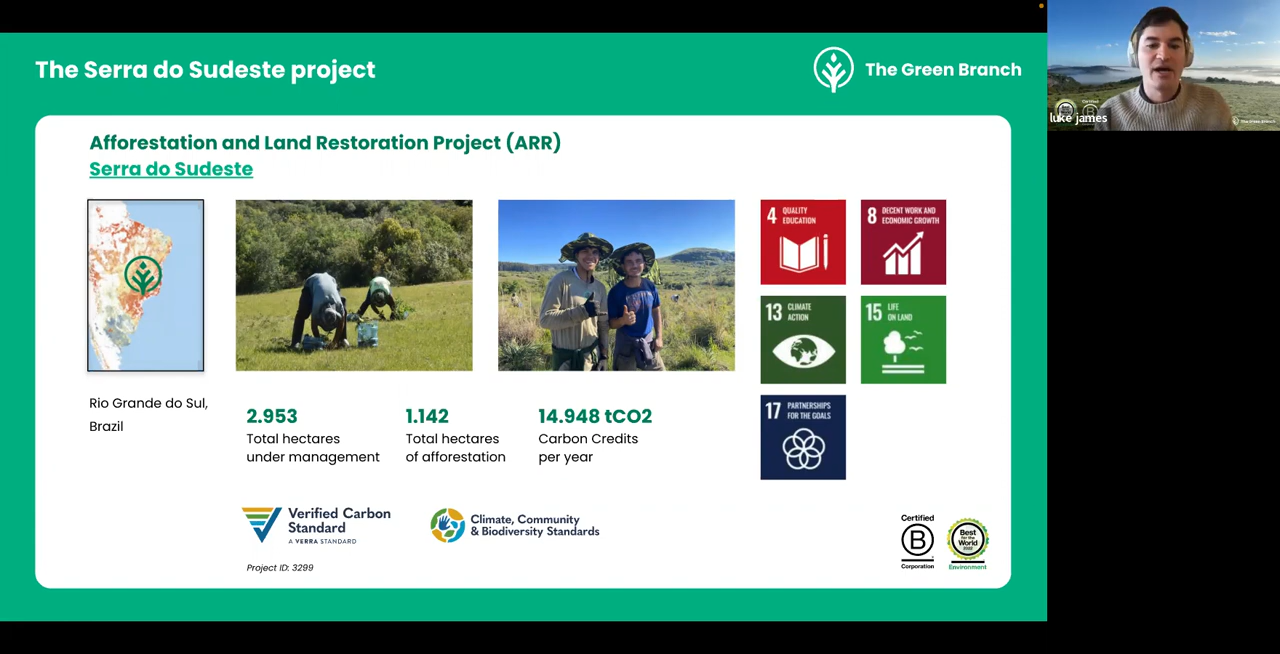 The Serra do Sudeste project
The Green Branch
luke james
Afforestation and Land Restoration Project (ARR)
Serra do Sudeste
4 QUALITY
EDUCATION
8 DECENT WORK AND
ECONOMIC GROWTH
13 CLIMATE
ACTION
15 LIFE
ON LAND
17 PARTNERSHIPS
FOR THE GOALS
Rio Grande do Sul,
Brazil
2.953
Total hectares
under management
1.142
Total hectares
of afforestation
14.948 tCO2
Carbon Credits
per year
Verified Carbon
Standard
A VERRA STANDARD
Climate, Community
& Biodiversity Standards
Project ID: 3299
Certified
B
Corporation
Best
for the
World
Environment